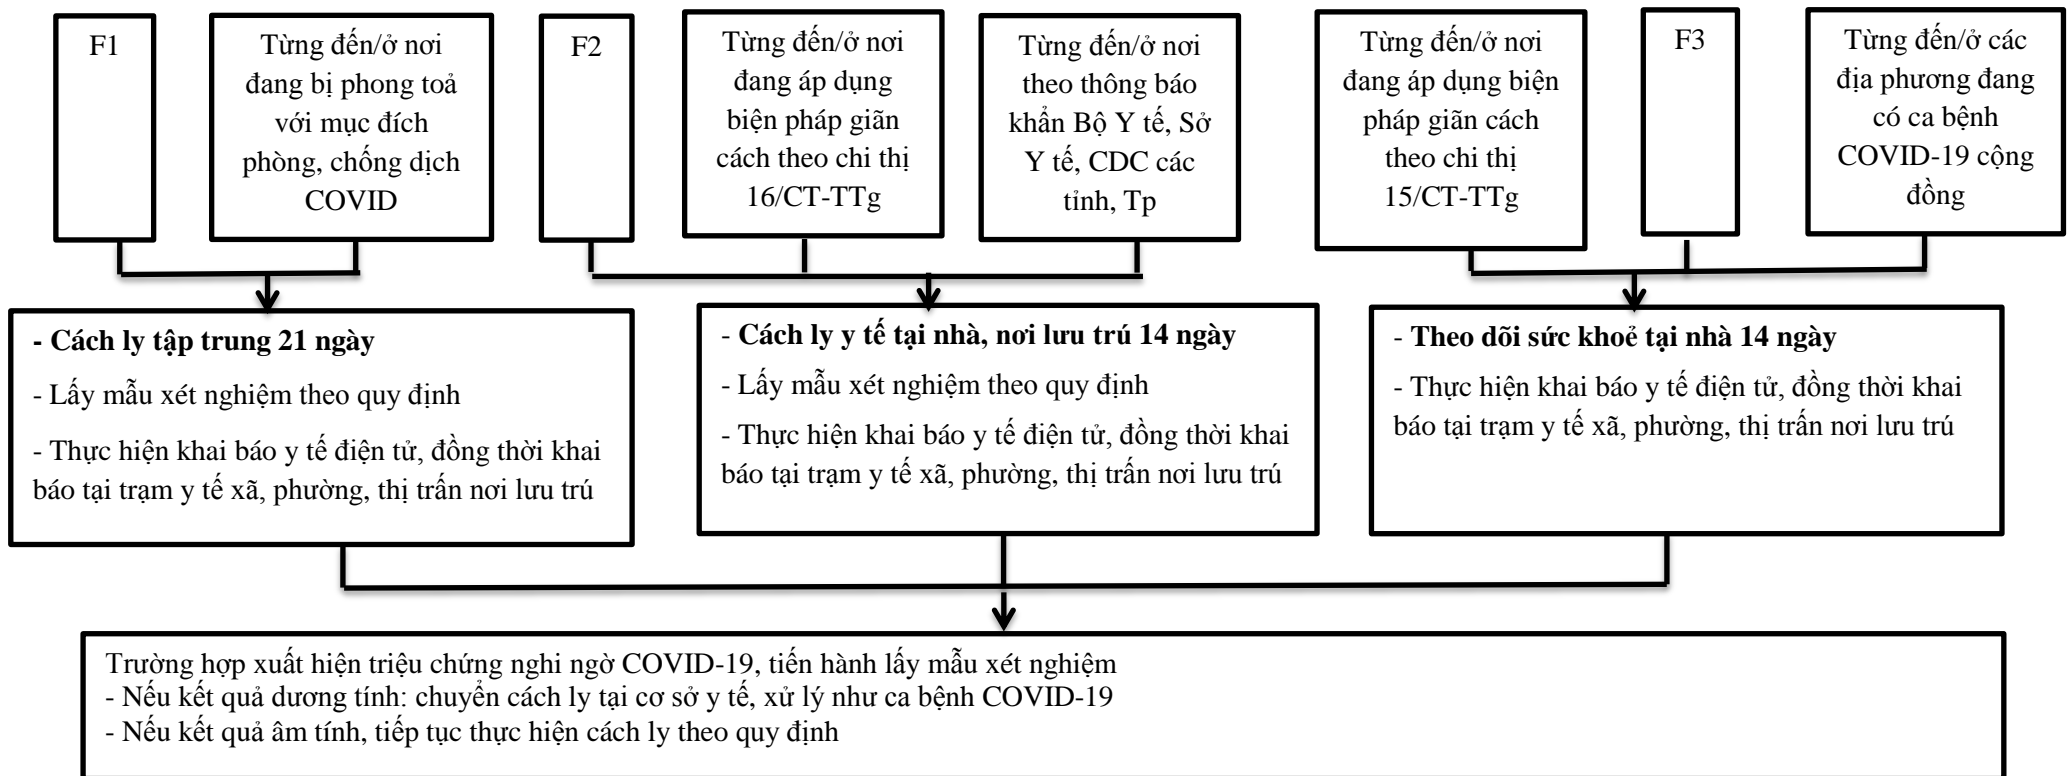 F1
Từng đến/ở nơi
đang bị phong toả
với mục đích
phòng, chống dịch
COVID
F2
Từng đến/ở nơi
đang áp dụng
biện pháp giãn
cách theo chi thị
16/CT-TTg
Từng đến/ở nơi
theo thông báo
khẩn Bộ Y tế, Sở
Y tế, CDC các
tỉnh, Tp
Từng đến/ở nơi
đang áp dụng biện
pháp giãn cách
theo chi thị
15/CT-TTg
F3
Từng đến/ở các
địa phương đang
có ca bệnh
COVID-19 cộng
đồng
- Cách ly tập trung 21 ngày
- Lấy mẫu xét nghiệm theo quy định
- Thực hiện khai báo y tế điện tử, đồng thời khai
báo tại trạm y tế xã, phường, thị trấn nơi lưu trú
- Cách ly y tế tại nhà, nơi lưu trú 14 ngày
- Lấy mẫu xét nghiệm theo quy định
- Thực hiện khai báo y tế điện tử, đồng thời khai
báo tại trạm y tế xã, phường, thị trấn nơi lưu trú
- Theo dõi sức khoẻ tại nhà 14 ngày
- Thực hiện khai báo y tế điện tử, đồng thời khai
báo tại trạm y tế xã, phường, thị trấn nơi lưu trú
Trường hợp xuất hiện triệu chứng nghi ngờ COVID-19, tiến hành lấy mẫu xét nghiệm
- Nếu kết quả dương tính: chuyển cách ly tại cơ sở y tế, xử lý như ca bệnh COVID-19
- Nếu kết quả âm tính, tiếp tục thực hiện cách ly theo quy định